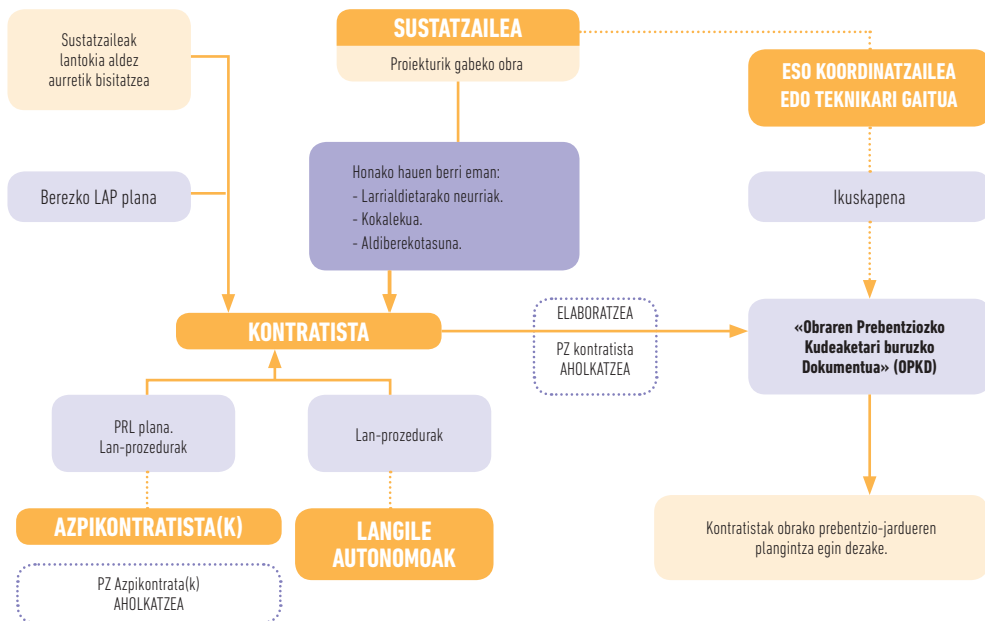 Sustatzaileak
lantokia aldez
aurretik bisitatzea
SUSTATZAILEA
Proiekturik gabeko obra
ESO KOORDINATZAILEA
EDO TEKNIKARI GAITUA
Berezko LAP plana
Honako hauen berri eman:
- Larrialdietarako neurriak.
- Kokalekua.
- Aldiberekotasuna.
Ikuskapena
KONTRATISTA
ELABORATZEA
PZ kontratista
AHOLKATZEA
«Obraren Prebentziozko
Kudeaketari buruzko
Dokumentua» (OPKD)
PRL plana.
Lan-prozedurak
Lan-prozedurak
AZPIKONTRATISTA(K)
LANGILE
AUTONOMOAK
Kontratistak obrako prebentzio-jardueren
plangintza egin dezake.
PZ Azpikontrata(k)
AHOLKATZEA